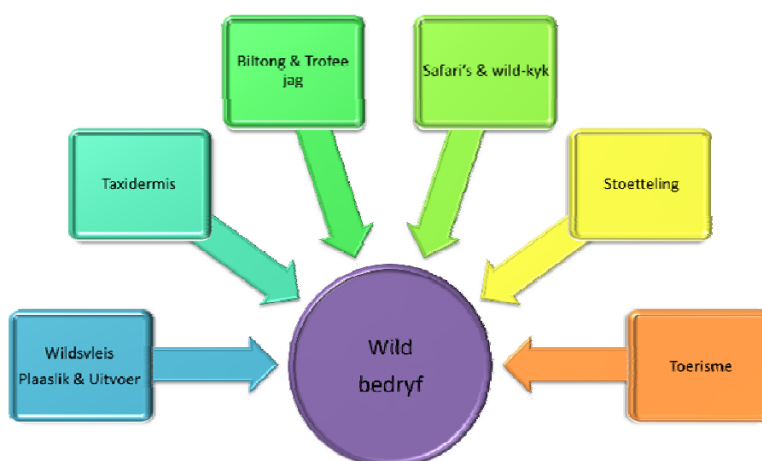 Biltong & Trofee
jag
Safari's & wild-kyk
Taxidermis
Stoetteling
Wildsvleis
Plaaslik & Uitvoer
Wild
bedryf
Toerisme